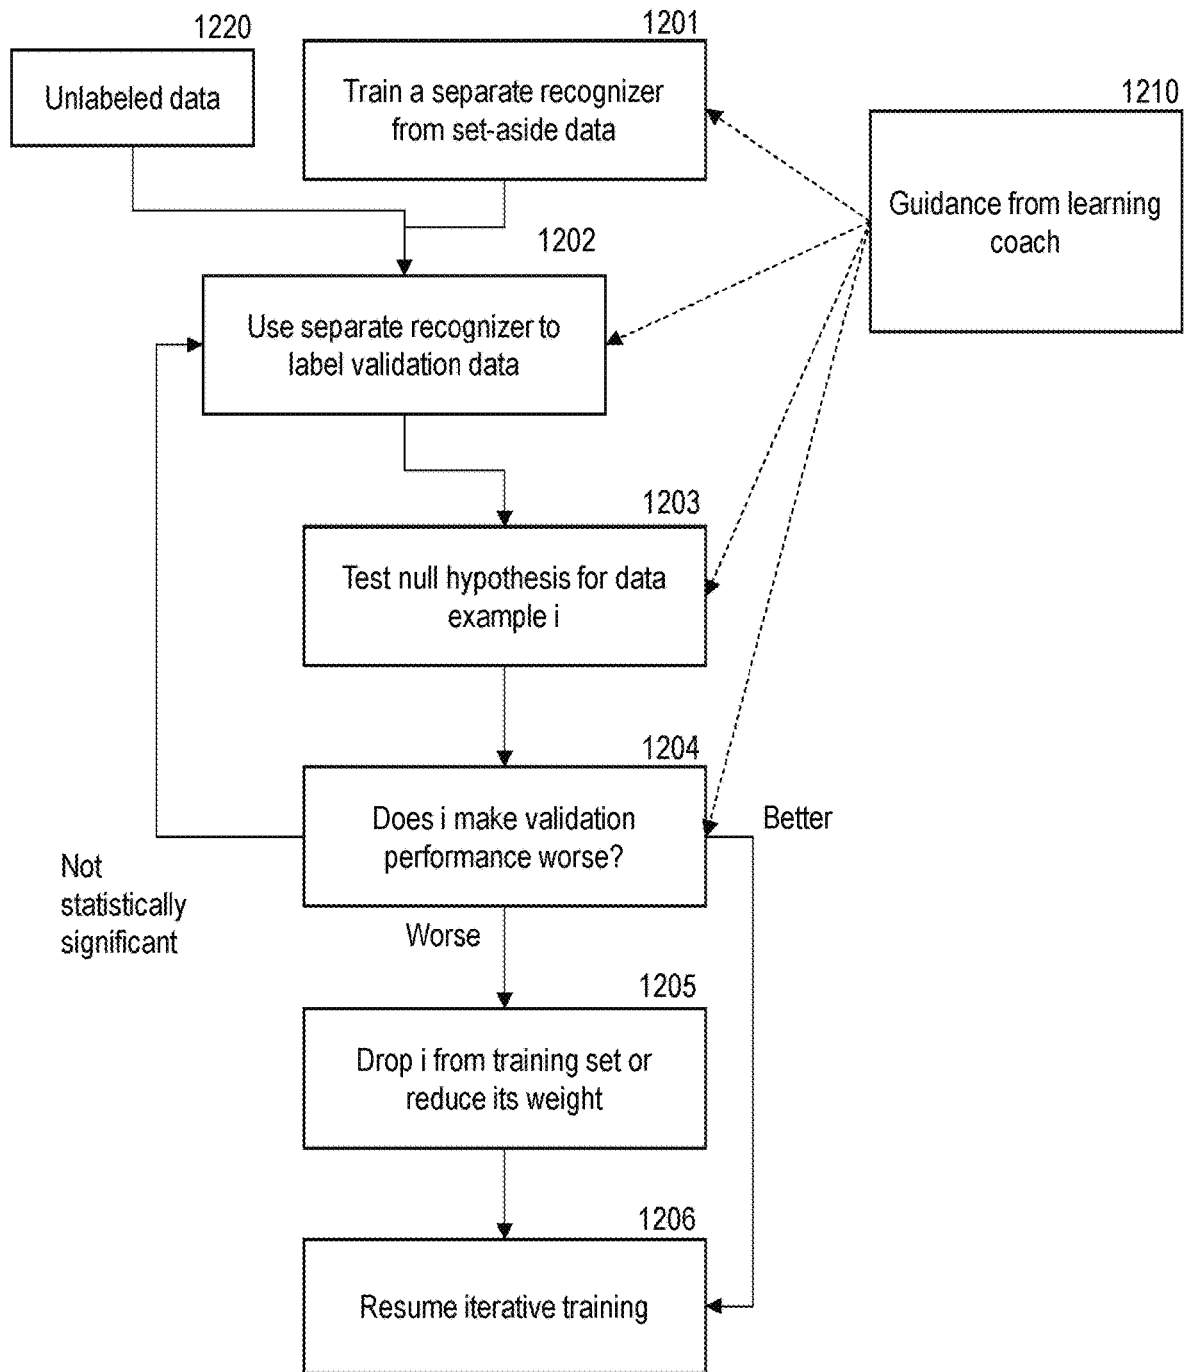 1220
Unlabeled data
1201
Train a separate recognizer
from set-aside data
1210
Guidance from learning
coach
1202
Use separate recognizer to
label validation data
1203
Test null hypothesis for data
example i
1204
Does i make validation
performance worse?
Better
Not
statistically
significant
Worse
1205
Drop i from training set or
reduce its weight
1206
Resume iterative training